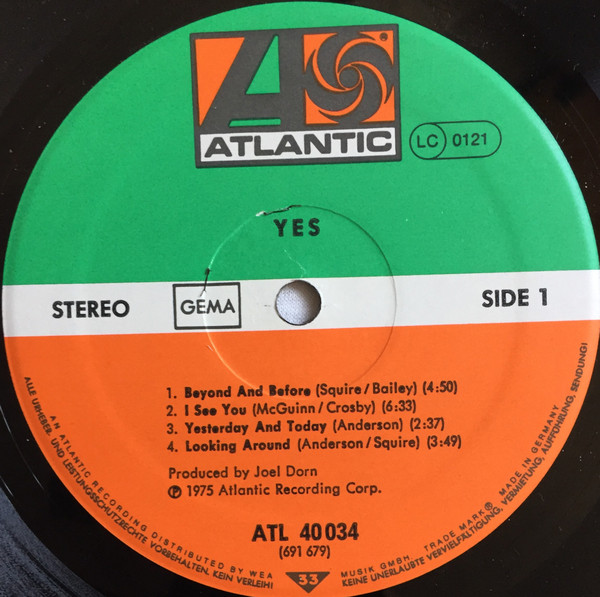 ATLANTIC
LC 0121
YES
STEREO
GEMA
SIDE 1
1. Beyond And Before (Squire/Bailey) (4:50)
2. I See You (McGuinn/Crosby) (6:33)
3. Yesterday And Today (Anderson) (2:37)
4. Looking Around (Anderson/Squire) (3:49)
Produced by Joel Dorn
Ⓟ 1975 Atlantic Recording Corp.
ATL 40 034
(691 679)
33
AN ATLANTIC RECORDING DISTRIBUTED BY WEA MUSIK GMBH. TRADE MARK ® MADE IN GERMANY
ALLE URHEBER- UND LEISTUNGSSCHUTZRECHTE VORBEHALTEN. KEIN VERLEIH! KEINE UNERLAUBTE VERVIELFÄLTIGUNG, VERMIETUNG, AUFFÜHRUNG, SENDUNG!